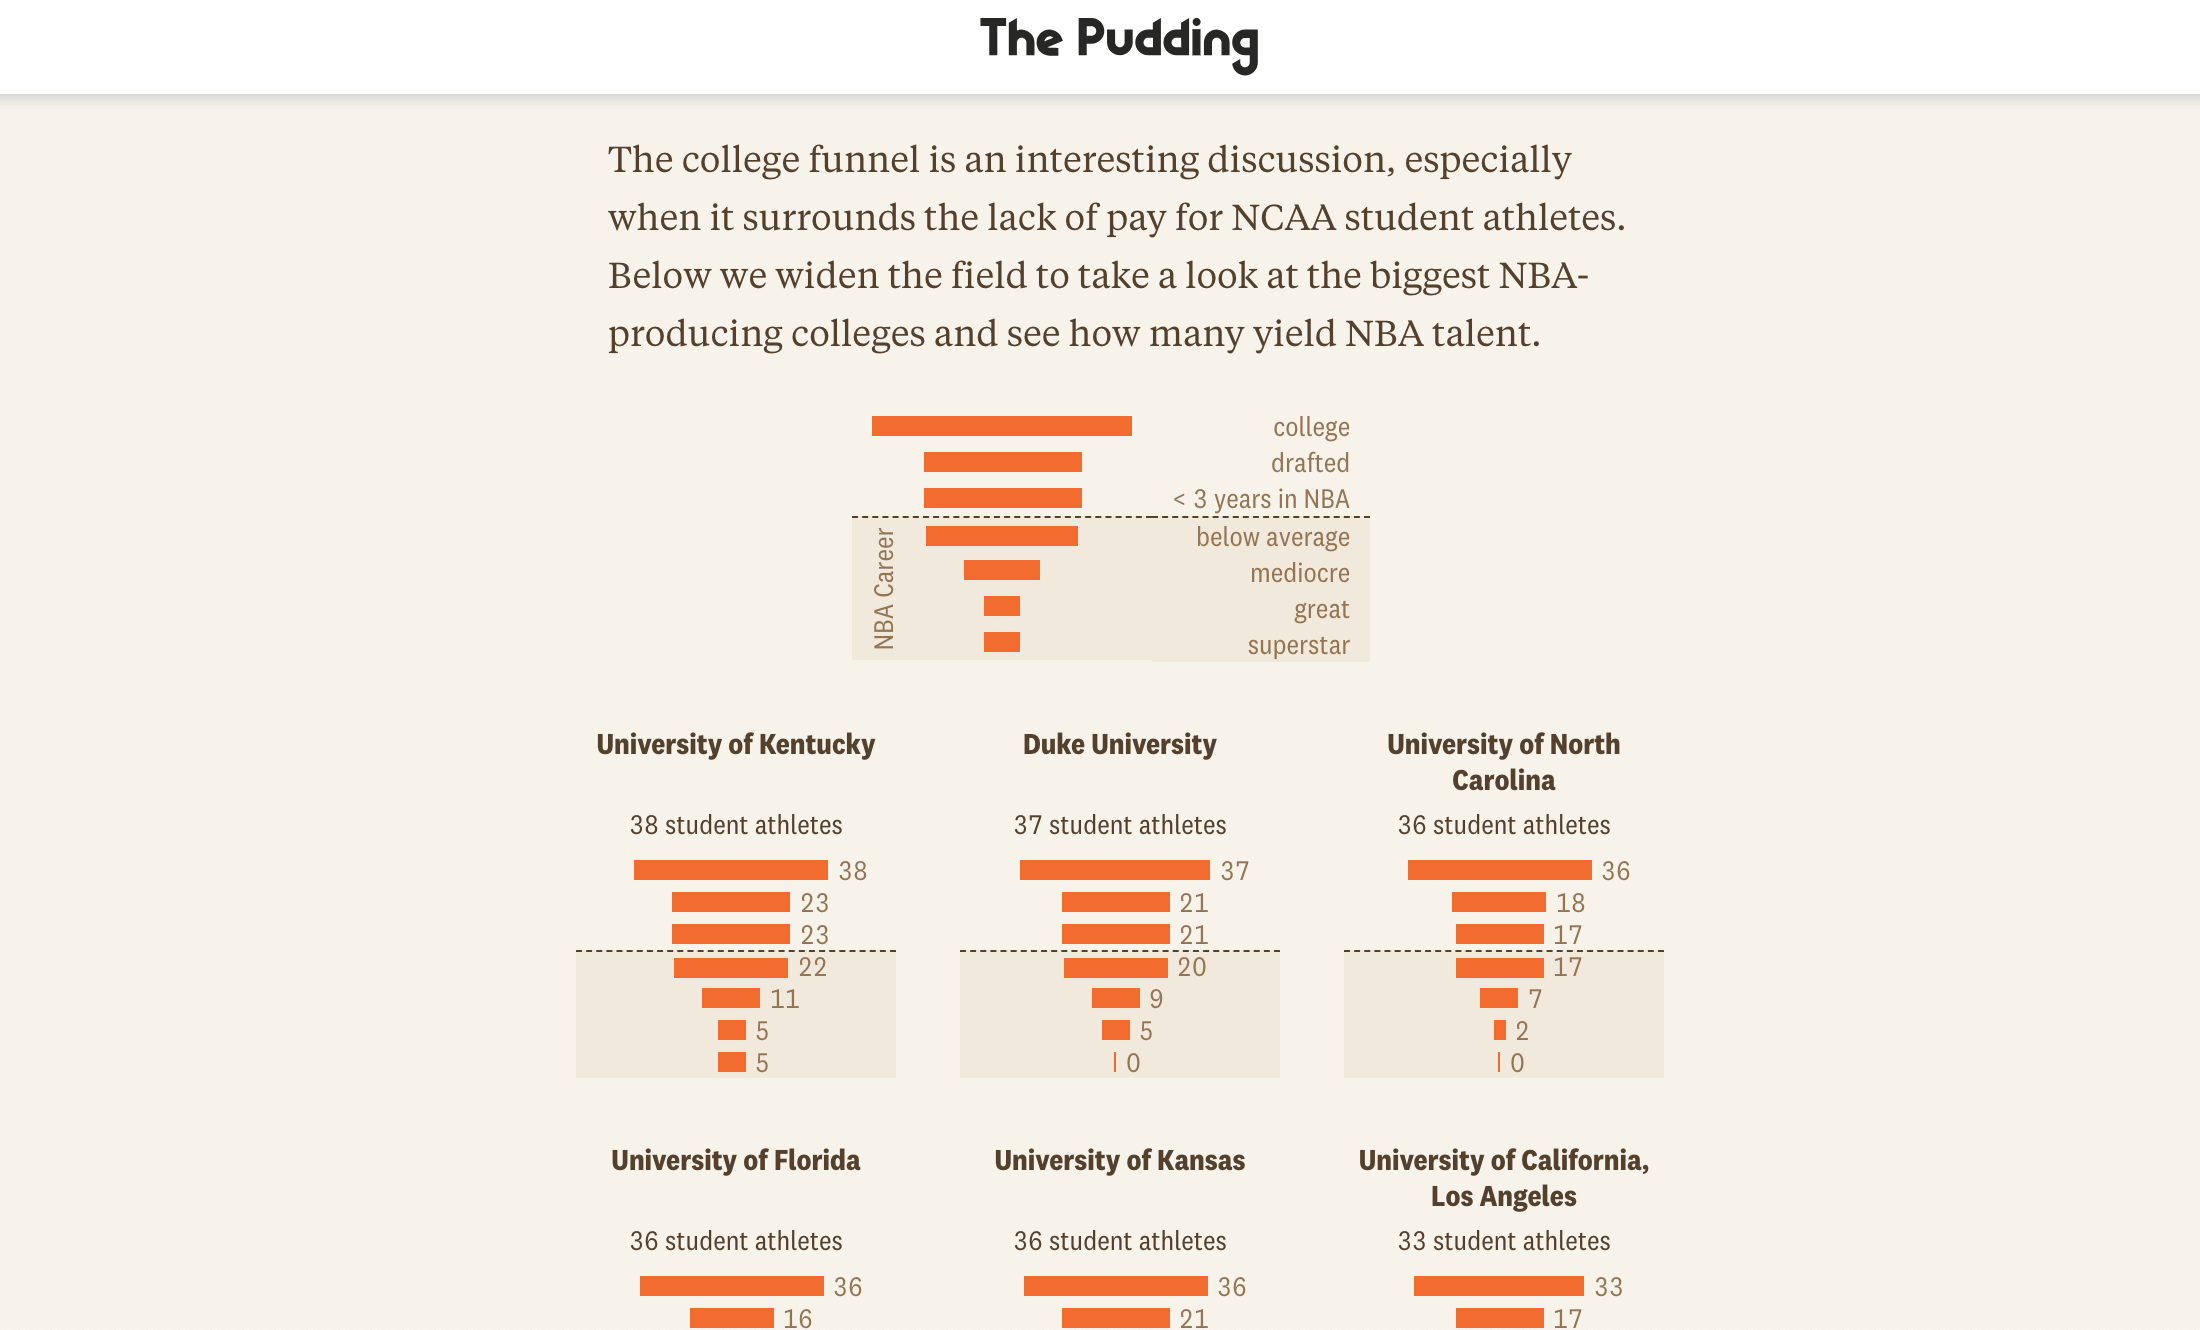 The Pudding
The college funnel is an interesting discussion, especially
when it surrounds the lack of pay for NCAA student athletes.
Below we widen the field to take a look at the biggest NBA-
producing colleges and see how many yield NBA talent.
college
drafted
< 3 years in NBA
NBA Career
below average
mediocre
great
superstar
University of Kentucky
38 student athletes
38
23
23
22
11
5
5
Duke University
37 student athletes
37
21
21
20
9
5
0
University of North
Carolina
36 student athletes
36
18
17
17
7
2
0
University of Florida
36 student athletes
36
16
University of Kansas
36 student athletes
36
21
University of California,
Los Angeles
33 student athletes
33
17